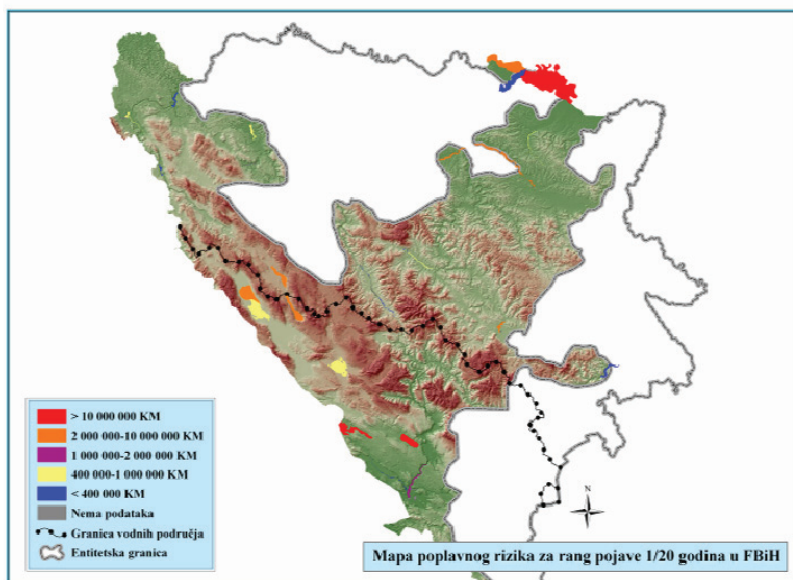 > 10 000 000 KM
2 000 000-10 000 000 KM
1 000 000-2 000 000 KM
400 000-1 000 000 KM
< 400 000 KM
Nema podataka
Granica vodnih područja
Entitetska granica
N
Mapa poplavnog rizika za rang pojave 1/20 godina u FBiH